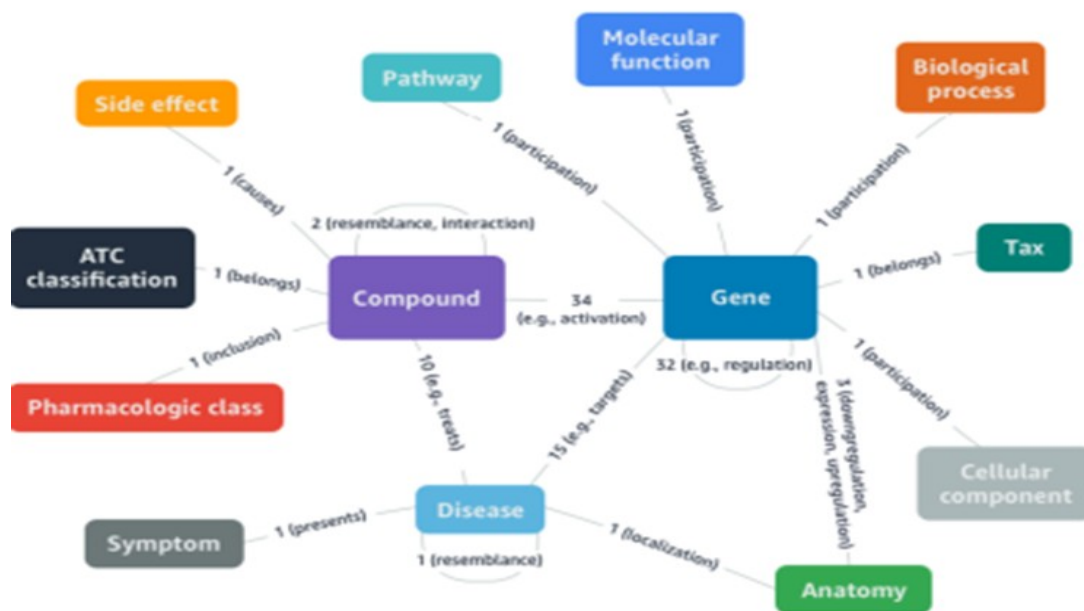 Molecular
function
Pathway
Biological
process
Side effect
1 (participation)
1 (participation)
1 (participation)
1 (causes)
2 (resemblance, interaction)
ATC
classification
1 (belongs)
Compound
34
(e.g., activation)
Gene
1 (belongs)
Tax
1 (inclusion)
Pharmacologic class
10 (e.g., treats)
15 (e.g., targets)
32 (e.g., regulation)
3 (downgregulation,
expression, upregulation)
1 (participation)
Cellular
component
Symptom
1 (presents)
Disease
1 (resemblance)
1 (localization)
Anatomy